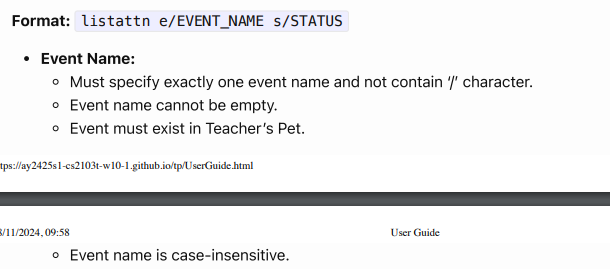 Format: listattn e/EVENT_NAME s/STATUS
• Event Name:
○ Must specify exactly one event name and not contain ‘/’ character.
○ Event name cannot be empty.
○ Event must exist in Teacher’s Pet.
tps://ay2425s1-cs2103t-w10-1.github.io/tp/UserGuide.html
/11/2024, 09:58 User Guide
○ Event name is case-insensitive.